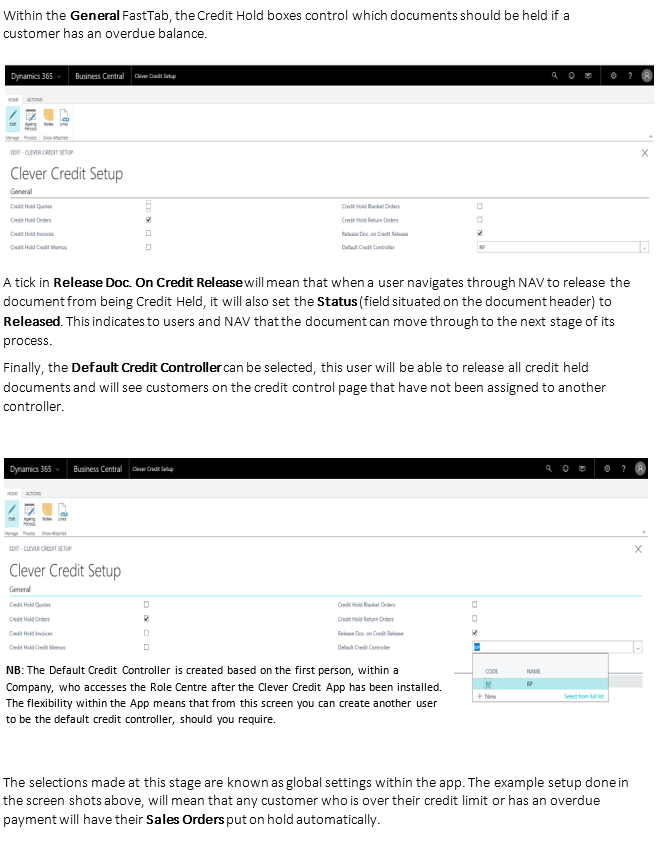 Within the General FastTab, the Credit Hold boxes control which documents should be held if a
customer has an overdue balance.
Dynamics 365 Business Central Clever Credit Setup
?
HOME ACTIONS
Edit Ageing Periods Notes Links
Manage Process Show Attached
EDIT - CLEVER CREDIT SETUP X
Clever Credit Setup
General
Credit Hold Quotes Credit Hold Blanket Orders
Credit Hold Orders Credit Hold Return Orders
Credit Hold Invoices Release Doc. on Credit Release
Credit Hold Credit Memos Default Credit Controller RP
A tick in Release Doc. On Credit Release will mean that when a user navigates through NAV to release the
document from being Credit Held, it will also set the Status (field situated on the document header) to
Released. This indicates to users and NAV that the document can move through to the next stage of its
process.
Finally, the Default Credit Controller can be selected, this user will be able to release all credit held
documents and will see customers on the credit control page that have not been assigned to another
controller.
Dynamics 365 Business Central Clever Credit Setup
?
HOME ACTIONS
Edit Ageing Periods Notes Links
Manage Process Show Attached
EDIT - CLEVER CREDIT SETUP X
Clever Credit Setup
General
Credit Hold Quotes Credit Hold Blanket Orders
Credit Hold Orders Credit Hold Return Orders
Credit Hold Invoices Release Doc. on Credit Release
Credit Hold Credit Memos Default Credit Controller RP
CODE NAME
RP RP
+ New Select from full list
NB: The Default Credit Controller is created based on the first person, within a
Company, who accesses the Role Centre after the Clever Credit App has been installed.
The flexibility within the App means that from this screen you can create another user
to be the default credit controller, should you require.
The selections made at this stage are known as global settings within the app. The example setup done in
the screen shots above, will mean that any customer who is over their credit limit or has an overdue
payment will have their Sales Orders put on hold automatically.